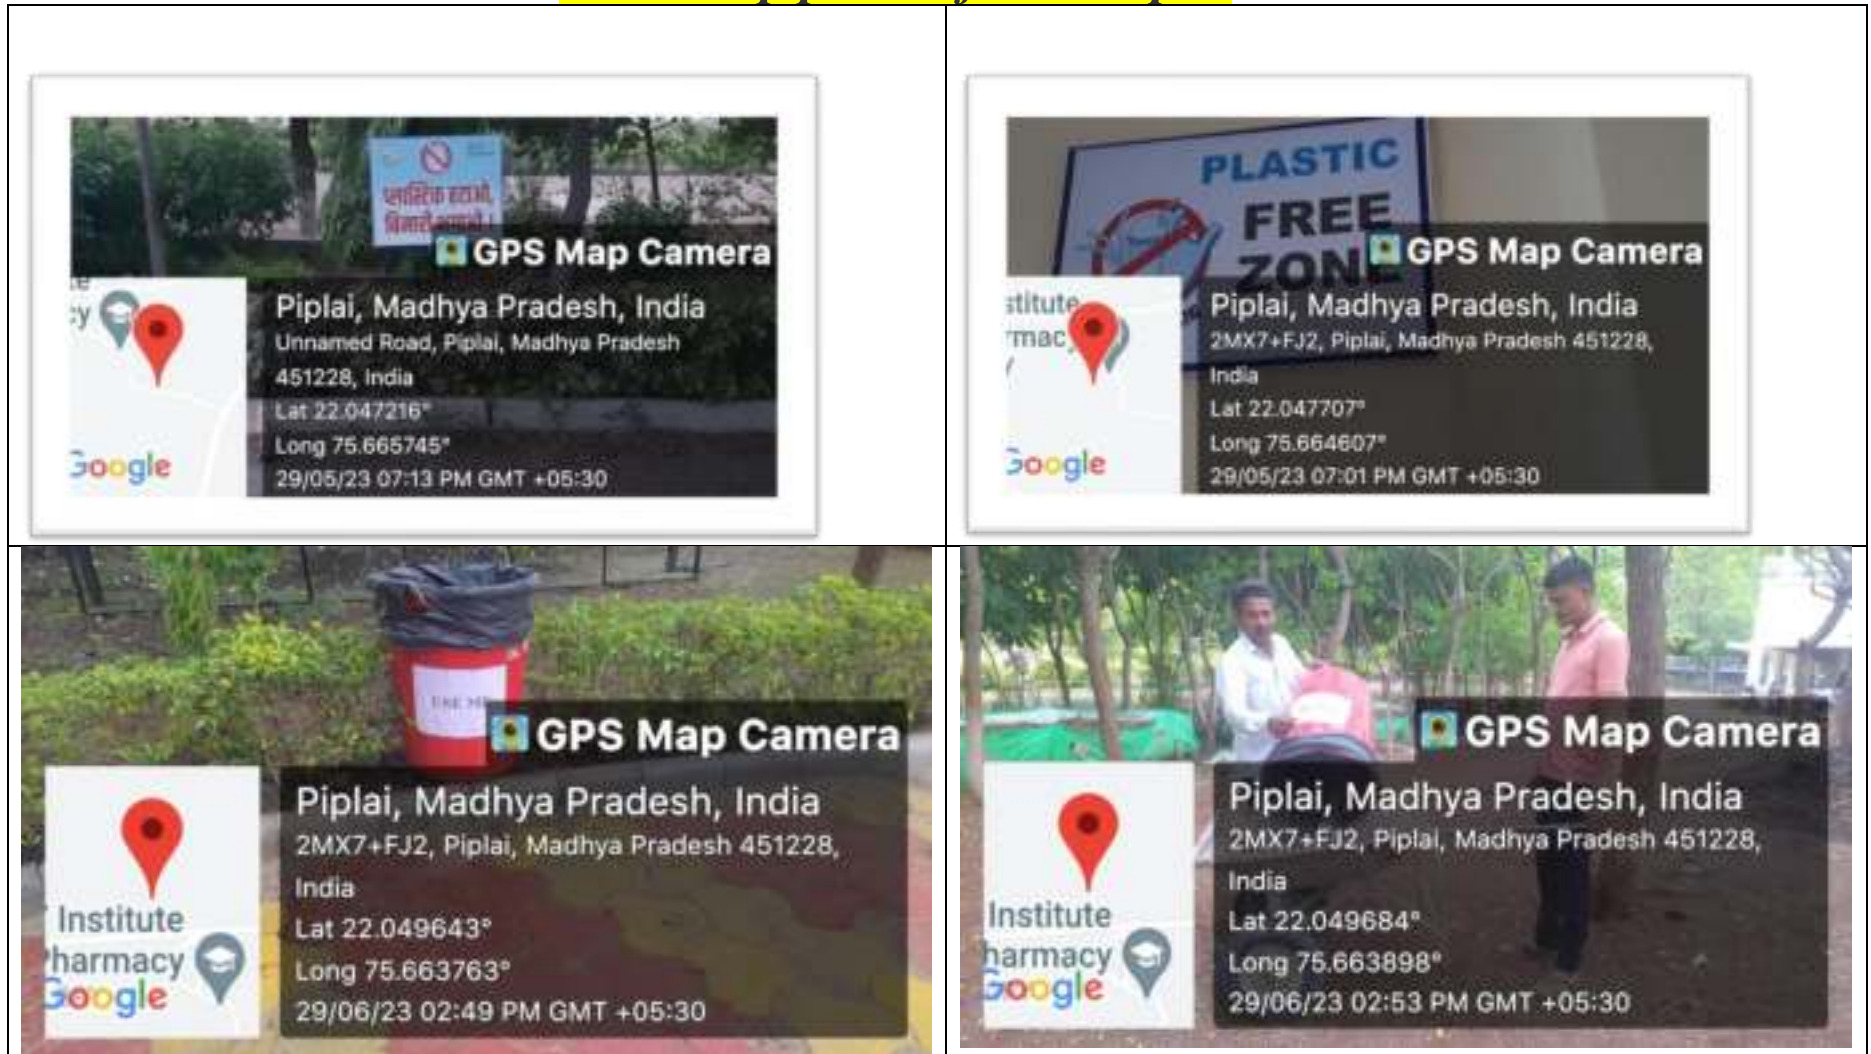 प्लास्टिक हटाओ,
बिमारी भगाओ ।
GPS Map Camera
Piplai, Madhya Pradesh, India
Unnamed Road, Piplai, Madhya Pradesh
451228, India
Lat 22.047216°
Long 75.665745°
29/05/23 07:13 PM GMT +05:30
Google
PLASTIC
FREE
ZONE
GPS Map Camera
stitute
Piplai, Madhya Pradesh, India
2MX7+FJ2, Piplai, Madhya Pradesh 451228,
India
Lat 22.047707°
Long 75.664607°
29/05/23 07:01 PM GMT +05:30
Google
USE ME
GPS Map Camera
Piplai, Madhya Pradesh, India
2MX7+FJ2, Piplai, Madhya Pradesh 451228,
India
Lat 22.049643°
Long 75.663763°
29/06/23 02:49 PM GMT +05:30
Institute
harmacy
Google
GPS Map Camera
Piplai, Madhya Pradesh, India
2MX7+FJ2, Piplai, Madhya Pradesh 451228,
India
Lat 22.049684°
Long 75.663898°
29/06/23 02:53 PM GMT +05:30
Institute
harmacy
Google